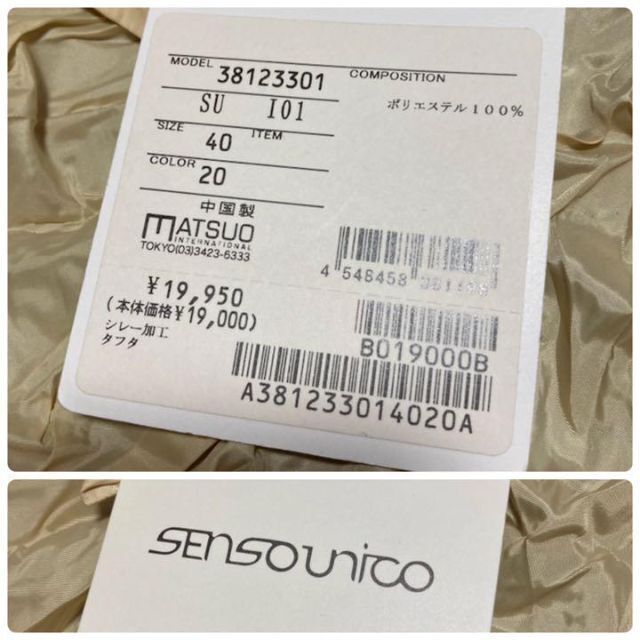 MODEL 38123301 COMPOSITION
SU I01 ポリエステル100%
SIZE 40 ITEM
COLOR 20
中国製
MATSUO
INTERNATIONAL
TOKYO(03)3423-6333
4 548458
¥19,950
(本体価格¥19,000)
シレー加工
タフタ
B019000B
A381233014020A
SENSOUNICO